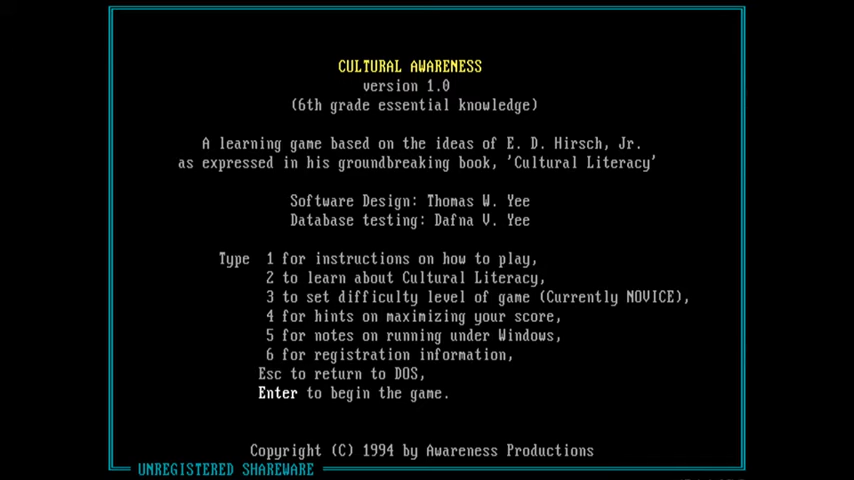 CULTURAL AWARENESS
version 1.0
(6th grade essential knowledge)
A learning game based on the ideas of E. D. Hirsch, Jr.
as expressed in his groundbreaking book, 'Cultural Literacy'
Software Design: Thomas W. Yee
Database testing: Dafna V. Yee
Type 1 for instructions on how to play,
2 to learn about Cultural Literacy,
3 to set difficulty level of game (Currently NOVICE),
4 for hints on maximizing your score,
5 for notes on running under Windows,
6 for registration information,
Esc to return to DOS,
Enter to begin the game.
Copyright (C) 1994 by Awareness Productions
UNREGISTERED SHAREWARE